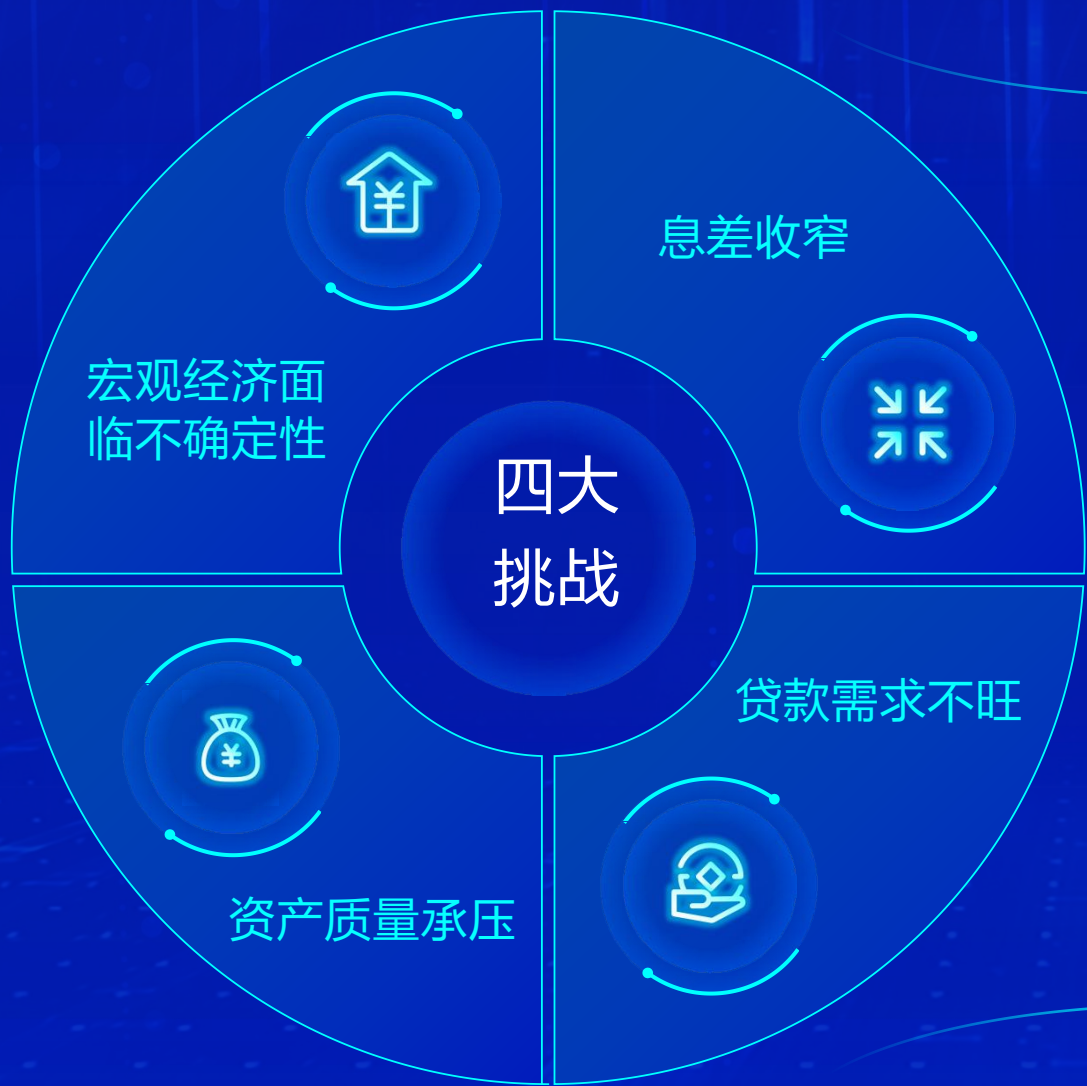 四大
挑战
宏观经济面
临不确定性
息差收窄
资产质量承压
贷款需求不旺